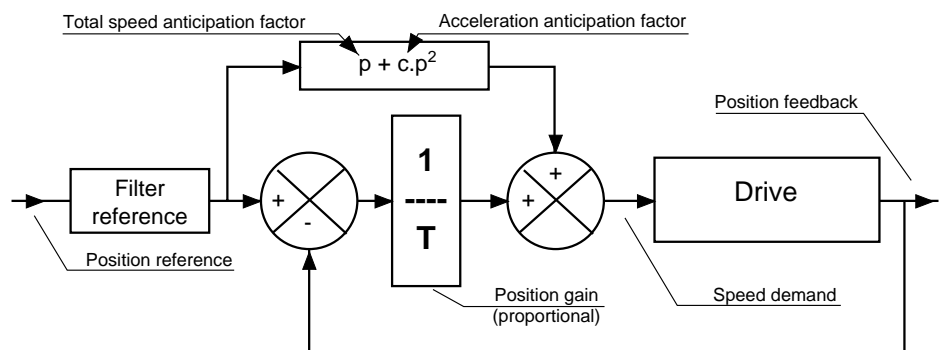 Total speed anticipation factor
Acceleration anticipation factor
p + c.p²
Position feedback
Filter
reference
+
-
1
----
T
+
+
Drive
Position reference
Position gain
(proportional)
Speed demand